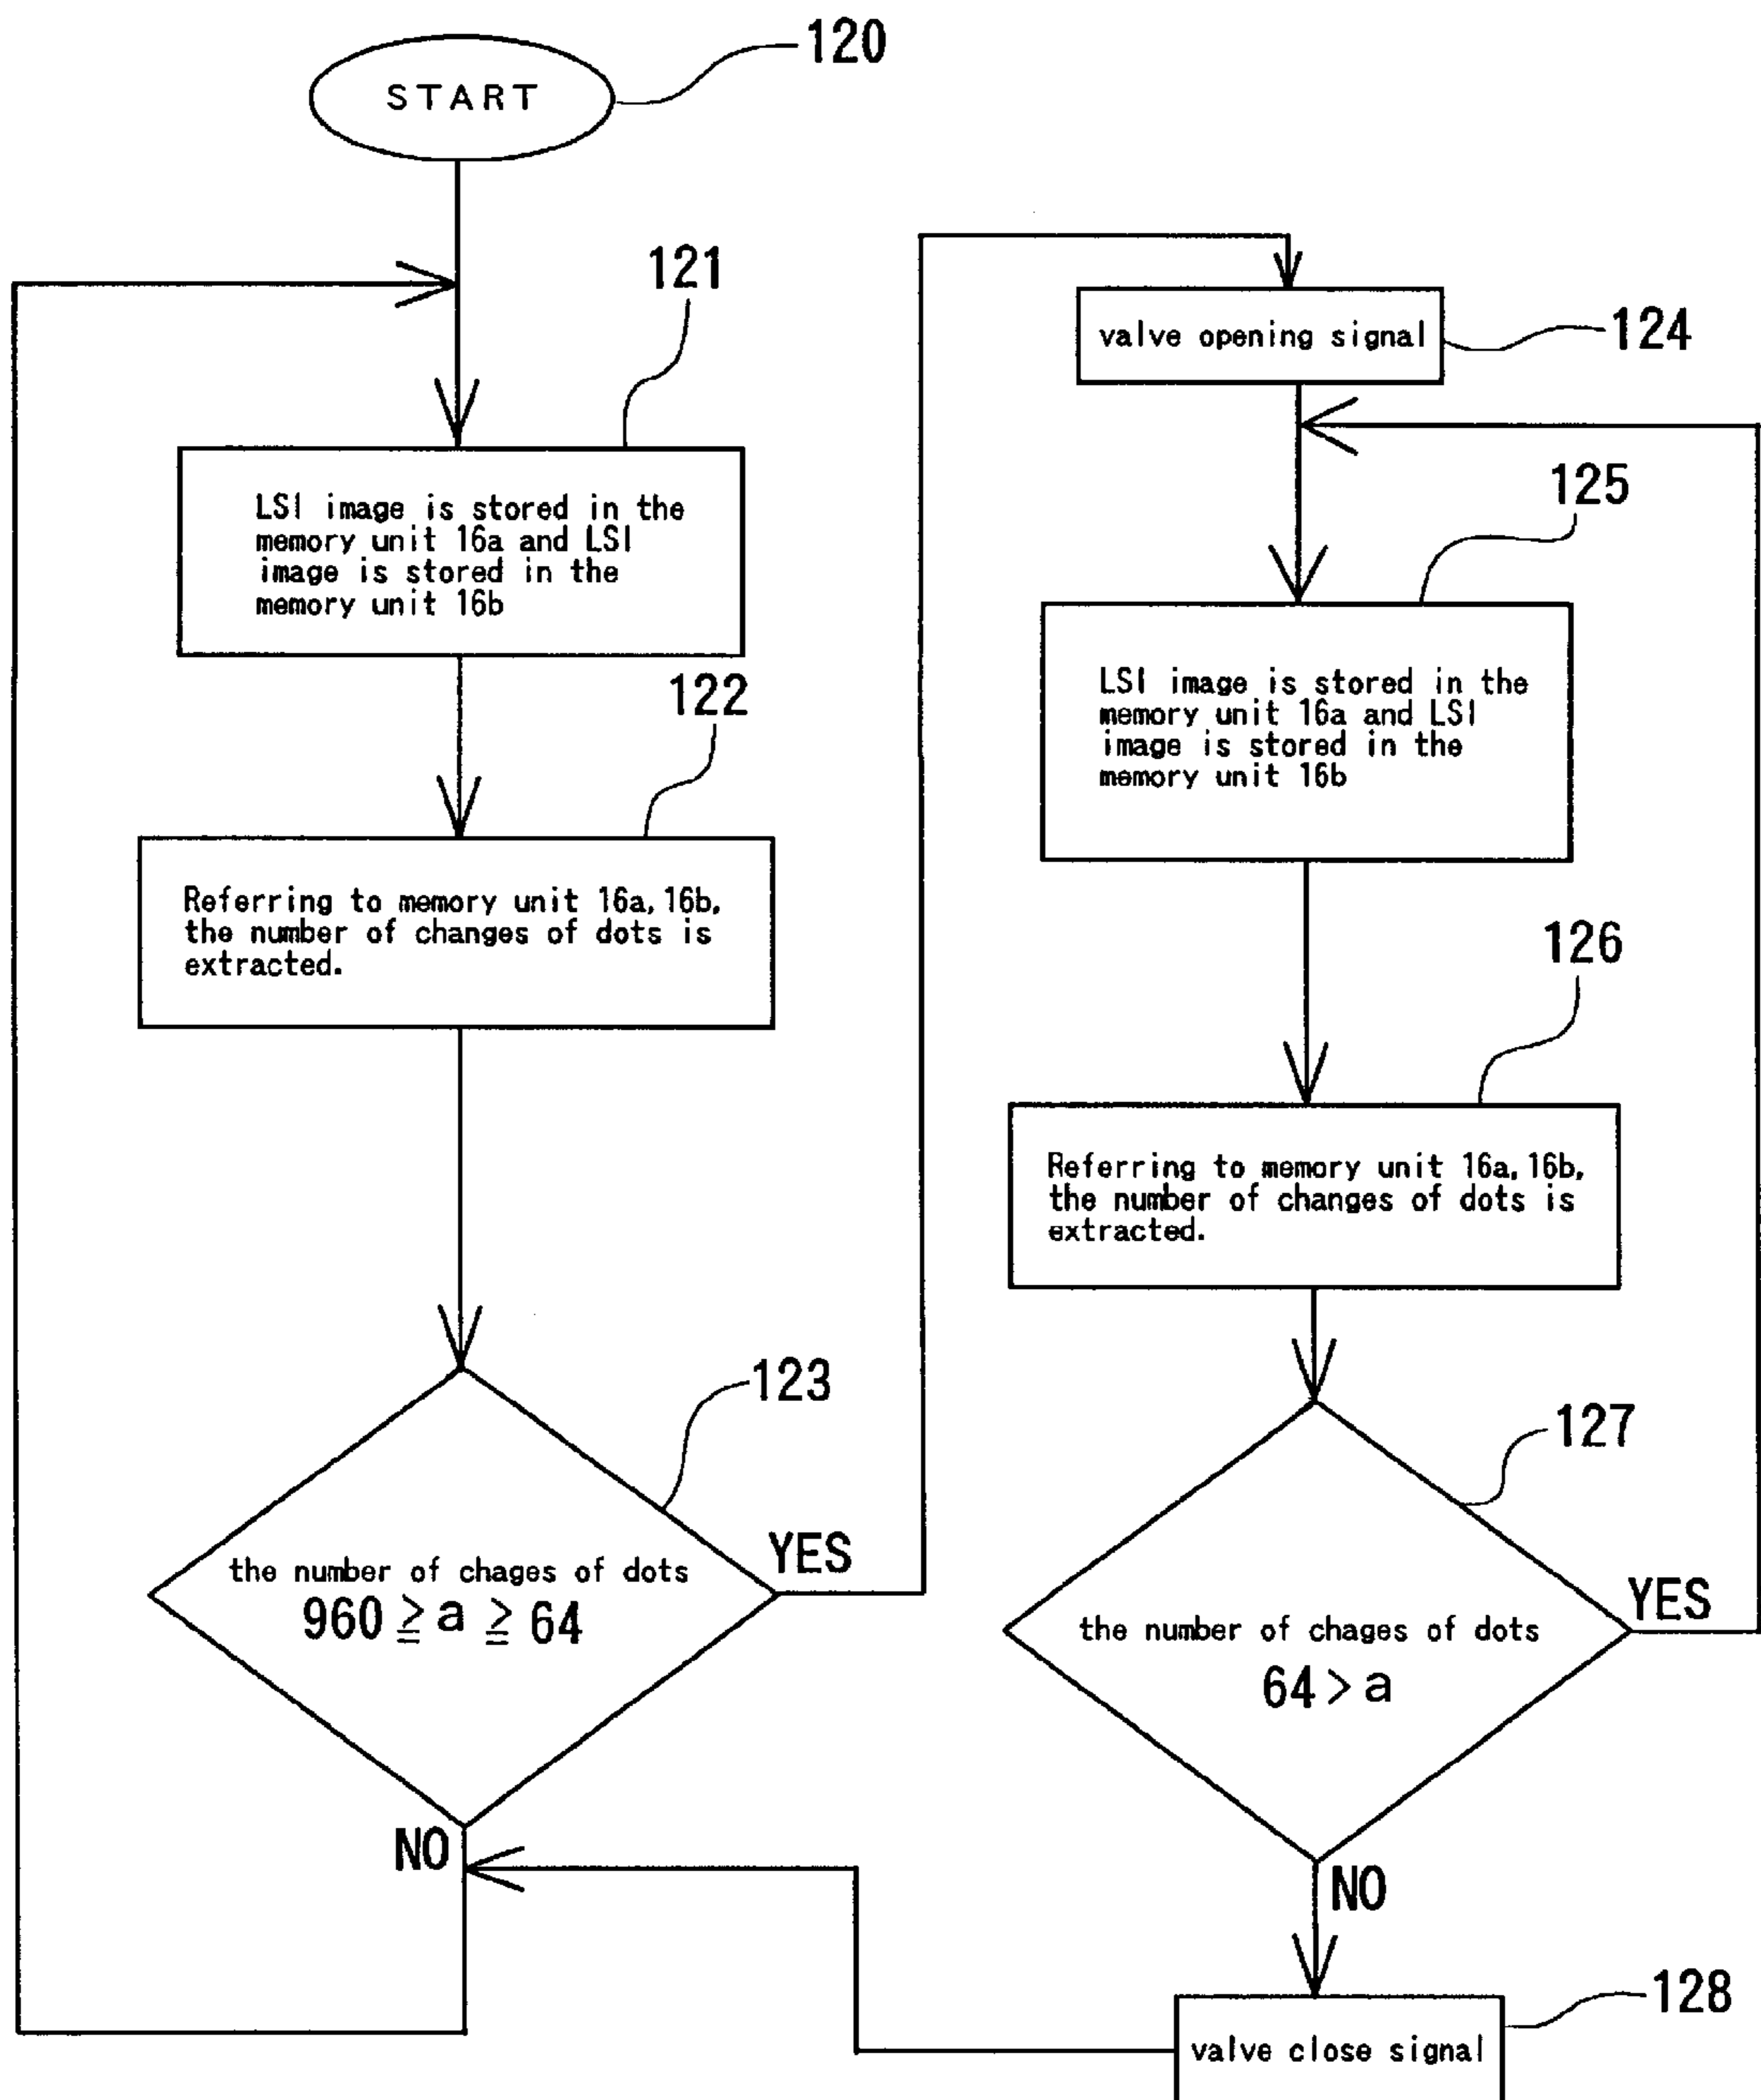 120
START
121
LSI image is stored in the
memory unit 16a and LSI
image is stored in the
memory unit 16b
122
Referring to memory unit 16a, 16b,
the number of changes of dots is
extracted.
123
the number of chages of dots
960 ≧ a ≧ 64
YES
NO
124
valve opening signal
125
LSI image is stored in the
memory unit 16a and LSI
image is stored in the
memory unit 16b
126
Referring to memory unit 16a, 16b,
the number of changes of dots is
extracted.
127
the number of chages of dots
64 > a
YES
NO
128
valve close signal